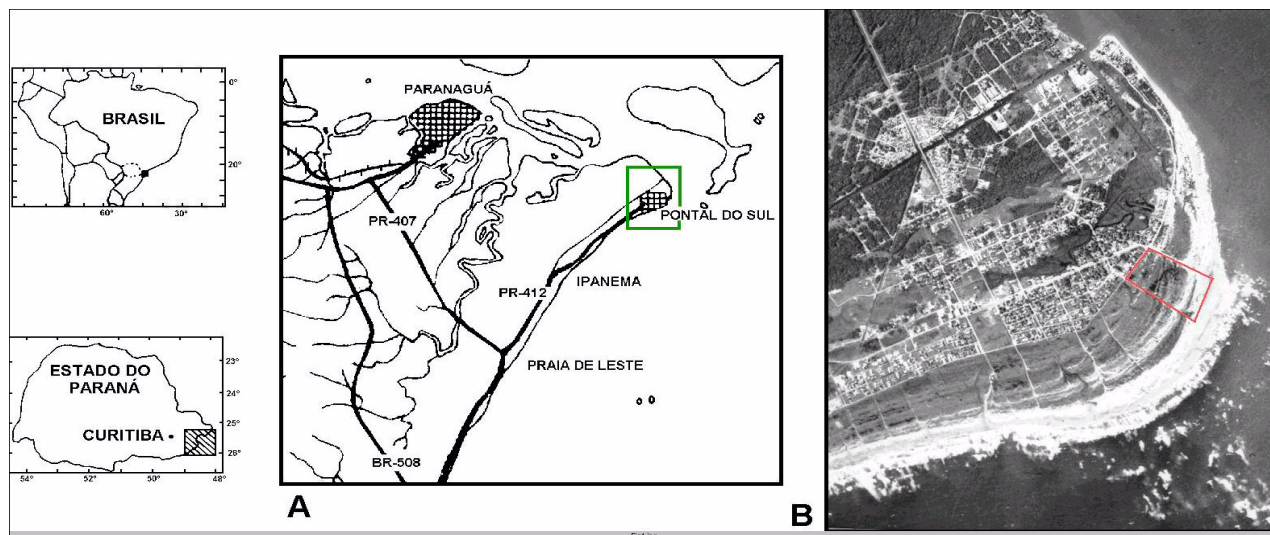 BRASIL
0°
20°
60°
30°
ESTADO DO
PARANÁ
CURITIBA
23°
24°
25°
26°
54°
52°
50°
48°
PARANAGUÁ
PR-407
PONTAL DO SUL
PR-412
IPANEMA
PRAIA DE LESTE
BR-508
A
B